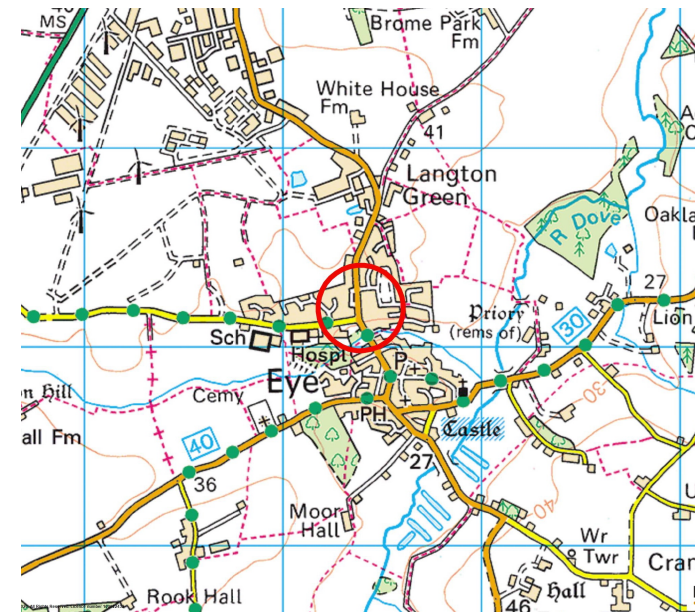 MS
Brome Park
Fm
White House
Fm
41
Langton
Green
R Dove
Oakla
27
Lion
Priory
(rems of)
30
Sch
Hospl
Eye
P
Cemy
PH
Castle
all Fm
40
27
36
30
40
Moor
Hall
Wr
Twr
Cran
Hall
46
Rook Hall